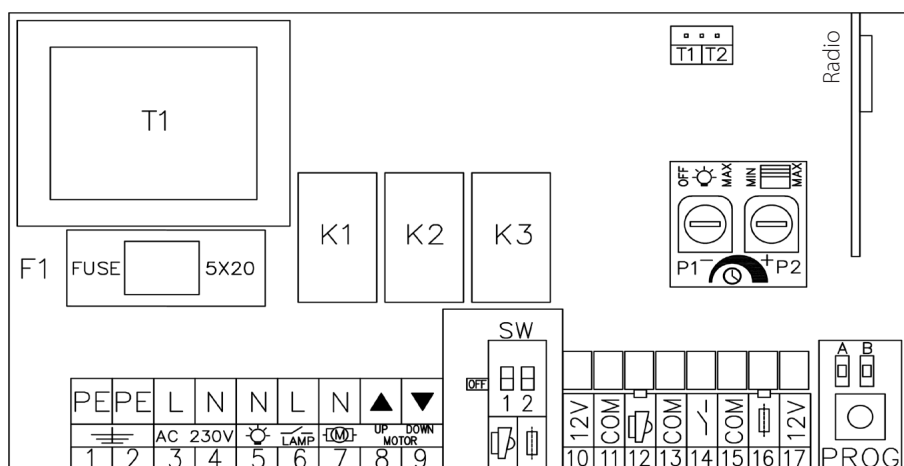 T1
T1 T2
Radio
OFF MAX MIN MAX
P1 − + P2
K1 K2 K3
F1 FUSE 5X20
SW
OFF
1 2
A B
PE PE L N N L N ▲ ▼
AC 230V LAMP M UP DOWN
MOTOR
12V COM COM COM 12V
1 2 3 4 5 6 7 8 9 10 11 12 13 14 15 16 17 PROG